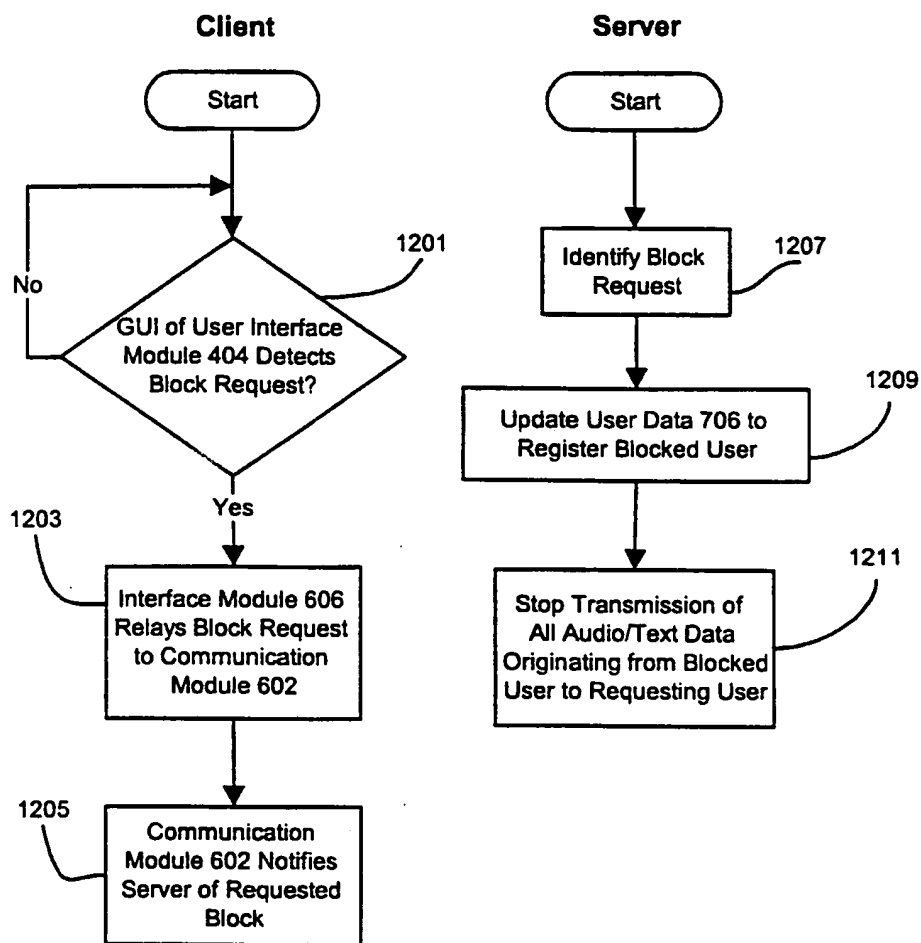 Client
Start
1201
No
GUI of User Interface
Module 404 Detects
Block Request?
Yes
1203
Interface Module 606
Relays Block Request
to Communication
Module 602
1205
Communication
Module 602 Notifies
Server of Requested
Block
Server
Start
1207
Identify Block
Request
1209
Update User Data 706 to
Register Blocked User
1211
Stop Transmission of
All Audio/Text Data
Originating from Blocked
User to Requesting User